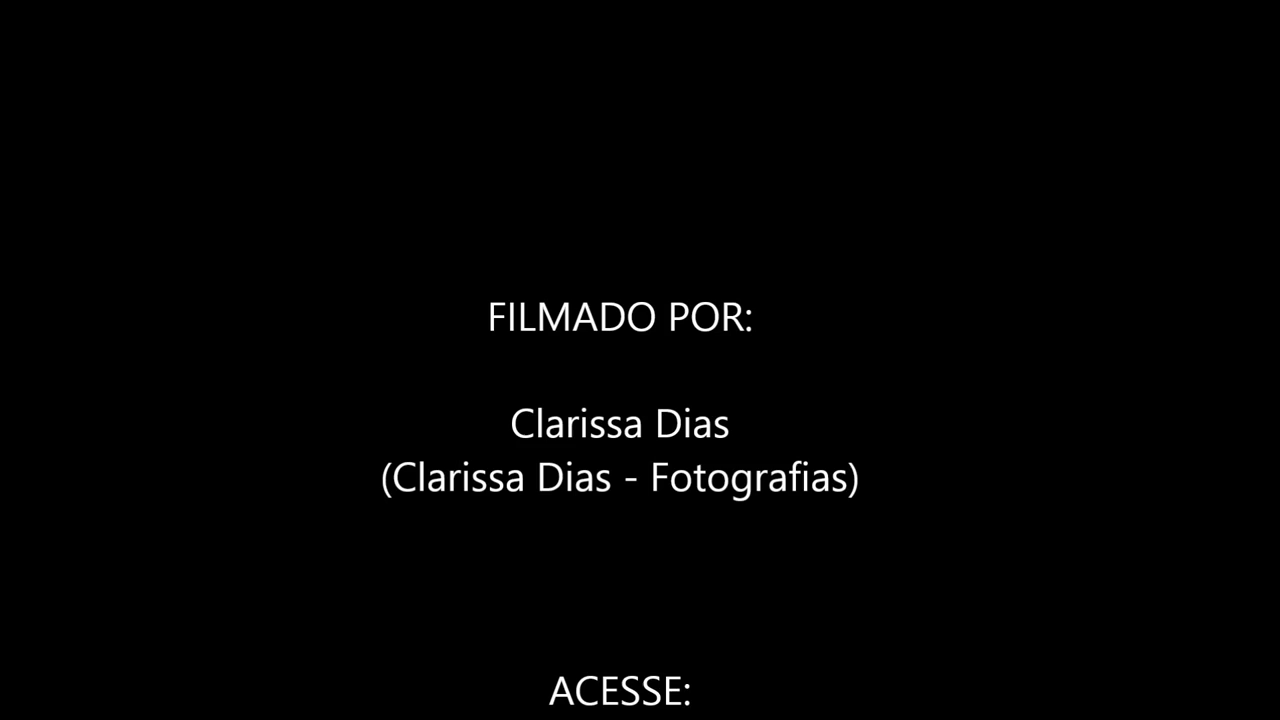 FILMADO POR:
Clarissa Dias
(Clarissa Dias - Fotografias)
ACESSE: